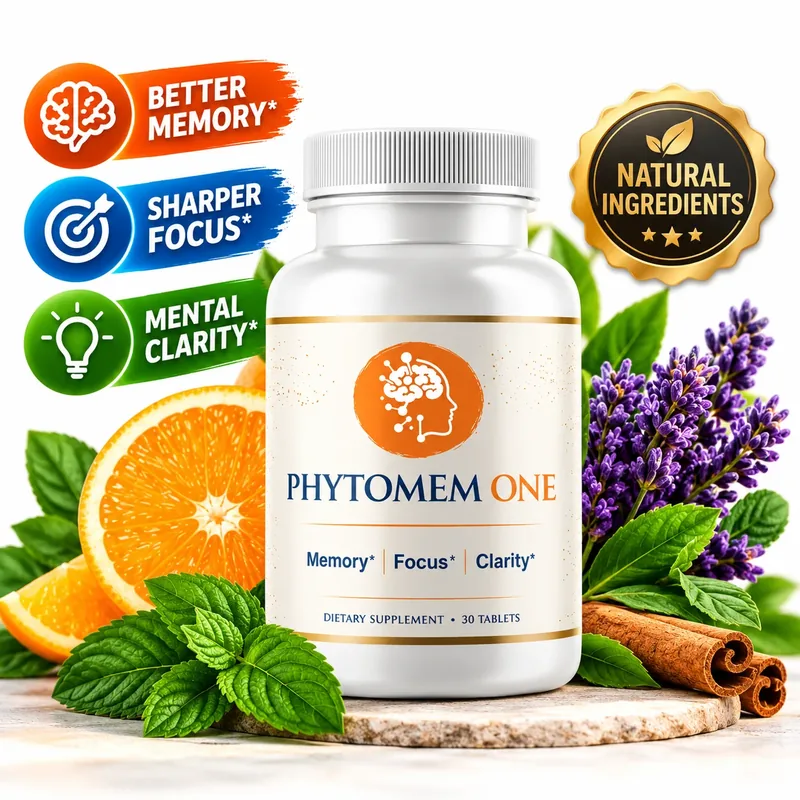 BETTER
MEMORY*
SHARPER
FOCUS*
MENTAL
CLARITY*
NATURAL
INGREDIENTS
PHYTOMEM ONE
Memory* | Focus* | Clarity*
DIETARY SUPPLEMENT • 30 TABLETS